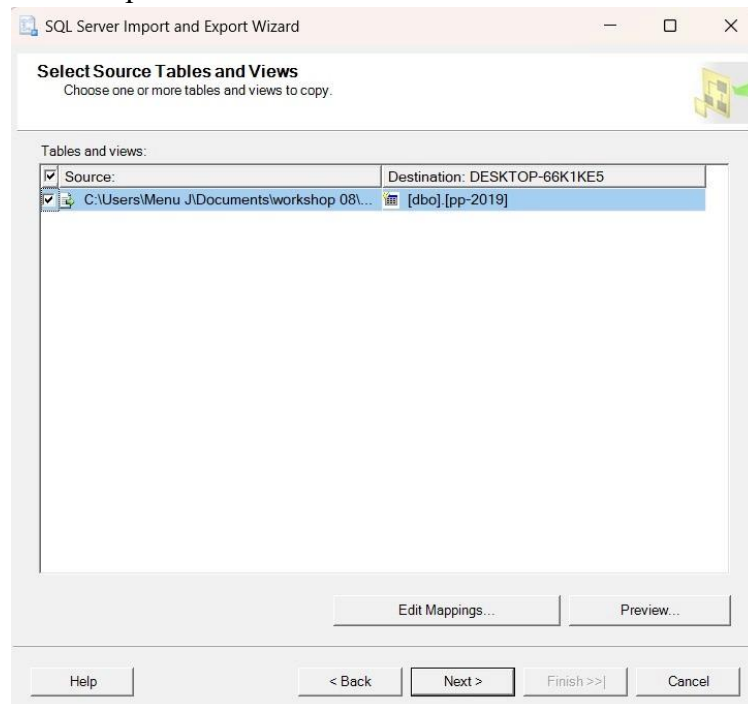 SQL Server Import and Export Wizard
Select Source Tables and Views
Choose one or more tables and views to copy.
Tables and views:
Source: Destination: DESKTOP-66K1KE5
C:\Users\Menu J\Documents\workshop 08\... [dbo].[pp-2019]
Edit Mappings... Preview...
Help < Back Next > Finish >>| Cancel